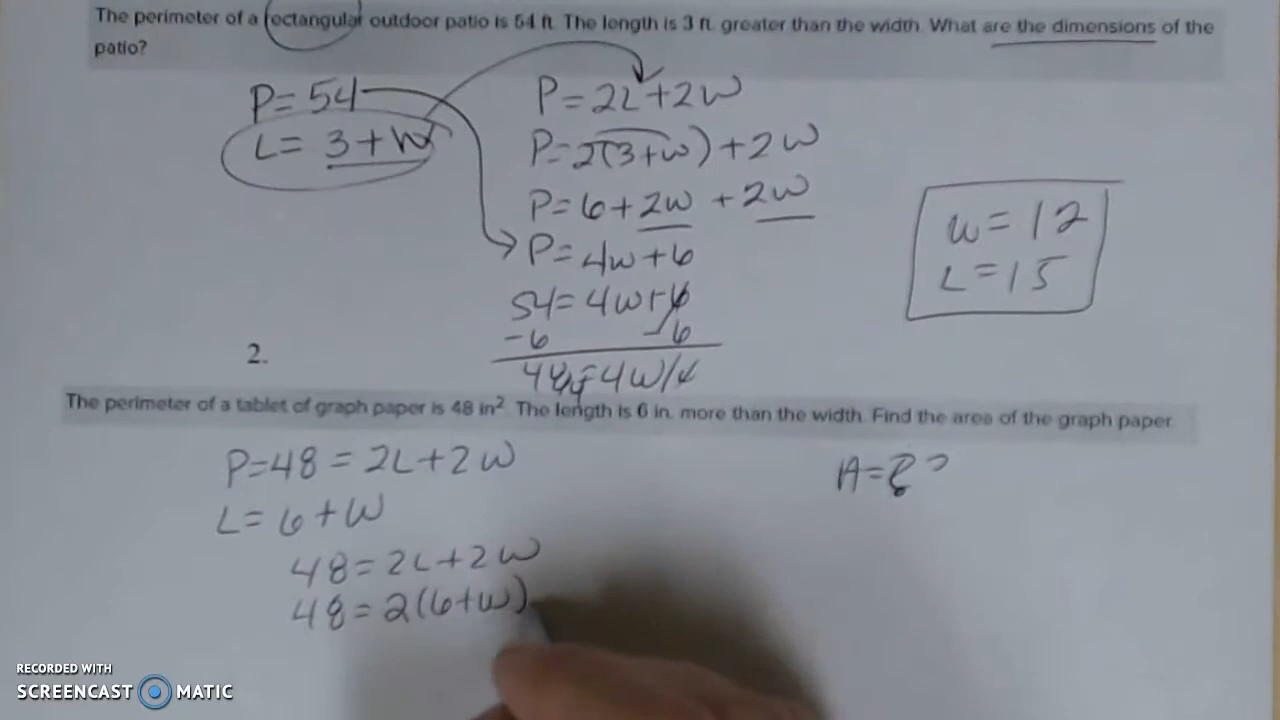 The perimeter of a rectangular outdoor patio is 54 ft. The length is 3 ft. greater than the width. What are the dimensions of the
patio?
P=54
L= 3+W
P=2L+2W
P=2(3+w)+2W
P=6+2w +2w
P=4w+6
54=4w+6
-6 -6
48/4=4W/4
W=12
L=15
2.
The perimeter of a tablet of graph paper is 48 in². The length is 6 in. more than the width. Find the area of the graph paper.
P=48 = 2L+2W
L= 6+W
48=2L+2W
48=2(6+W)
A=??
RECORDED WITH
SCREENCAST MATIC